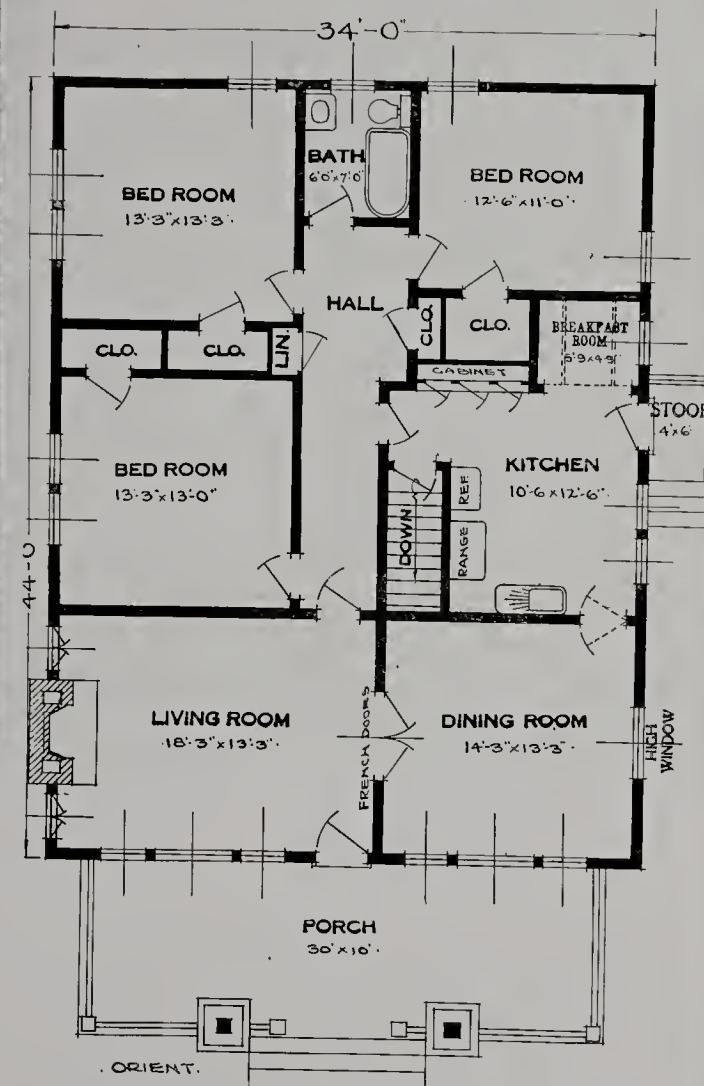 34'-0"
BATH
6'0"x7'0"
BED ROOM
13'-3"x13'-3"
BED ROOM
12'-6"x11'-0"
HALL
CLO.
CLO.
LIN.
CLO.
CLO.
BREAKFAST
ROOM
5'9x4'9"
CABINET
STOOP
4'x6'
BED ROOM
13'-3"x13'-0"
KITCHEN
10'-6x12'-6"
REF
RANGE
DOWN
44-0
LIVING ROOM
18'-3"x13'-3"
FRENCH DOORS
DINING ROOM
14'-3"x13'-3"
HIGH
WINDOW
PORCH
30'x10'
. ORIENT.